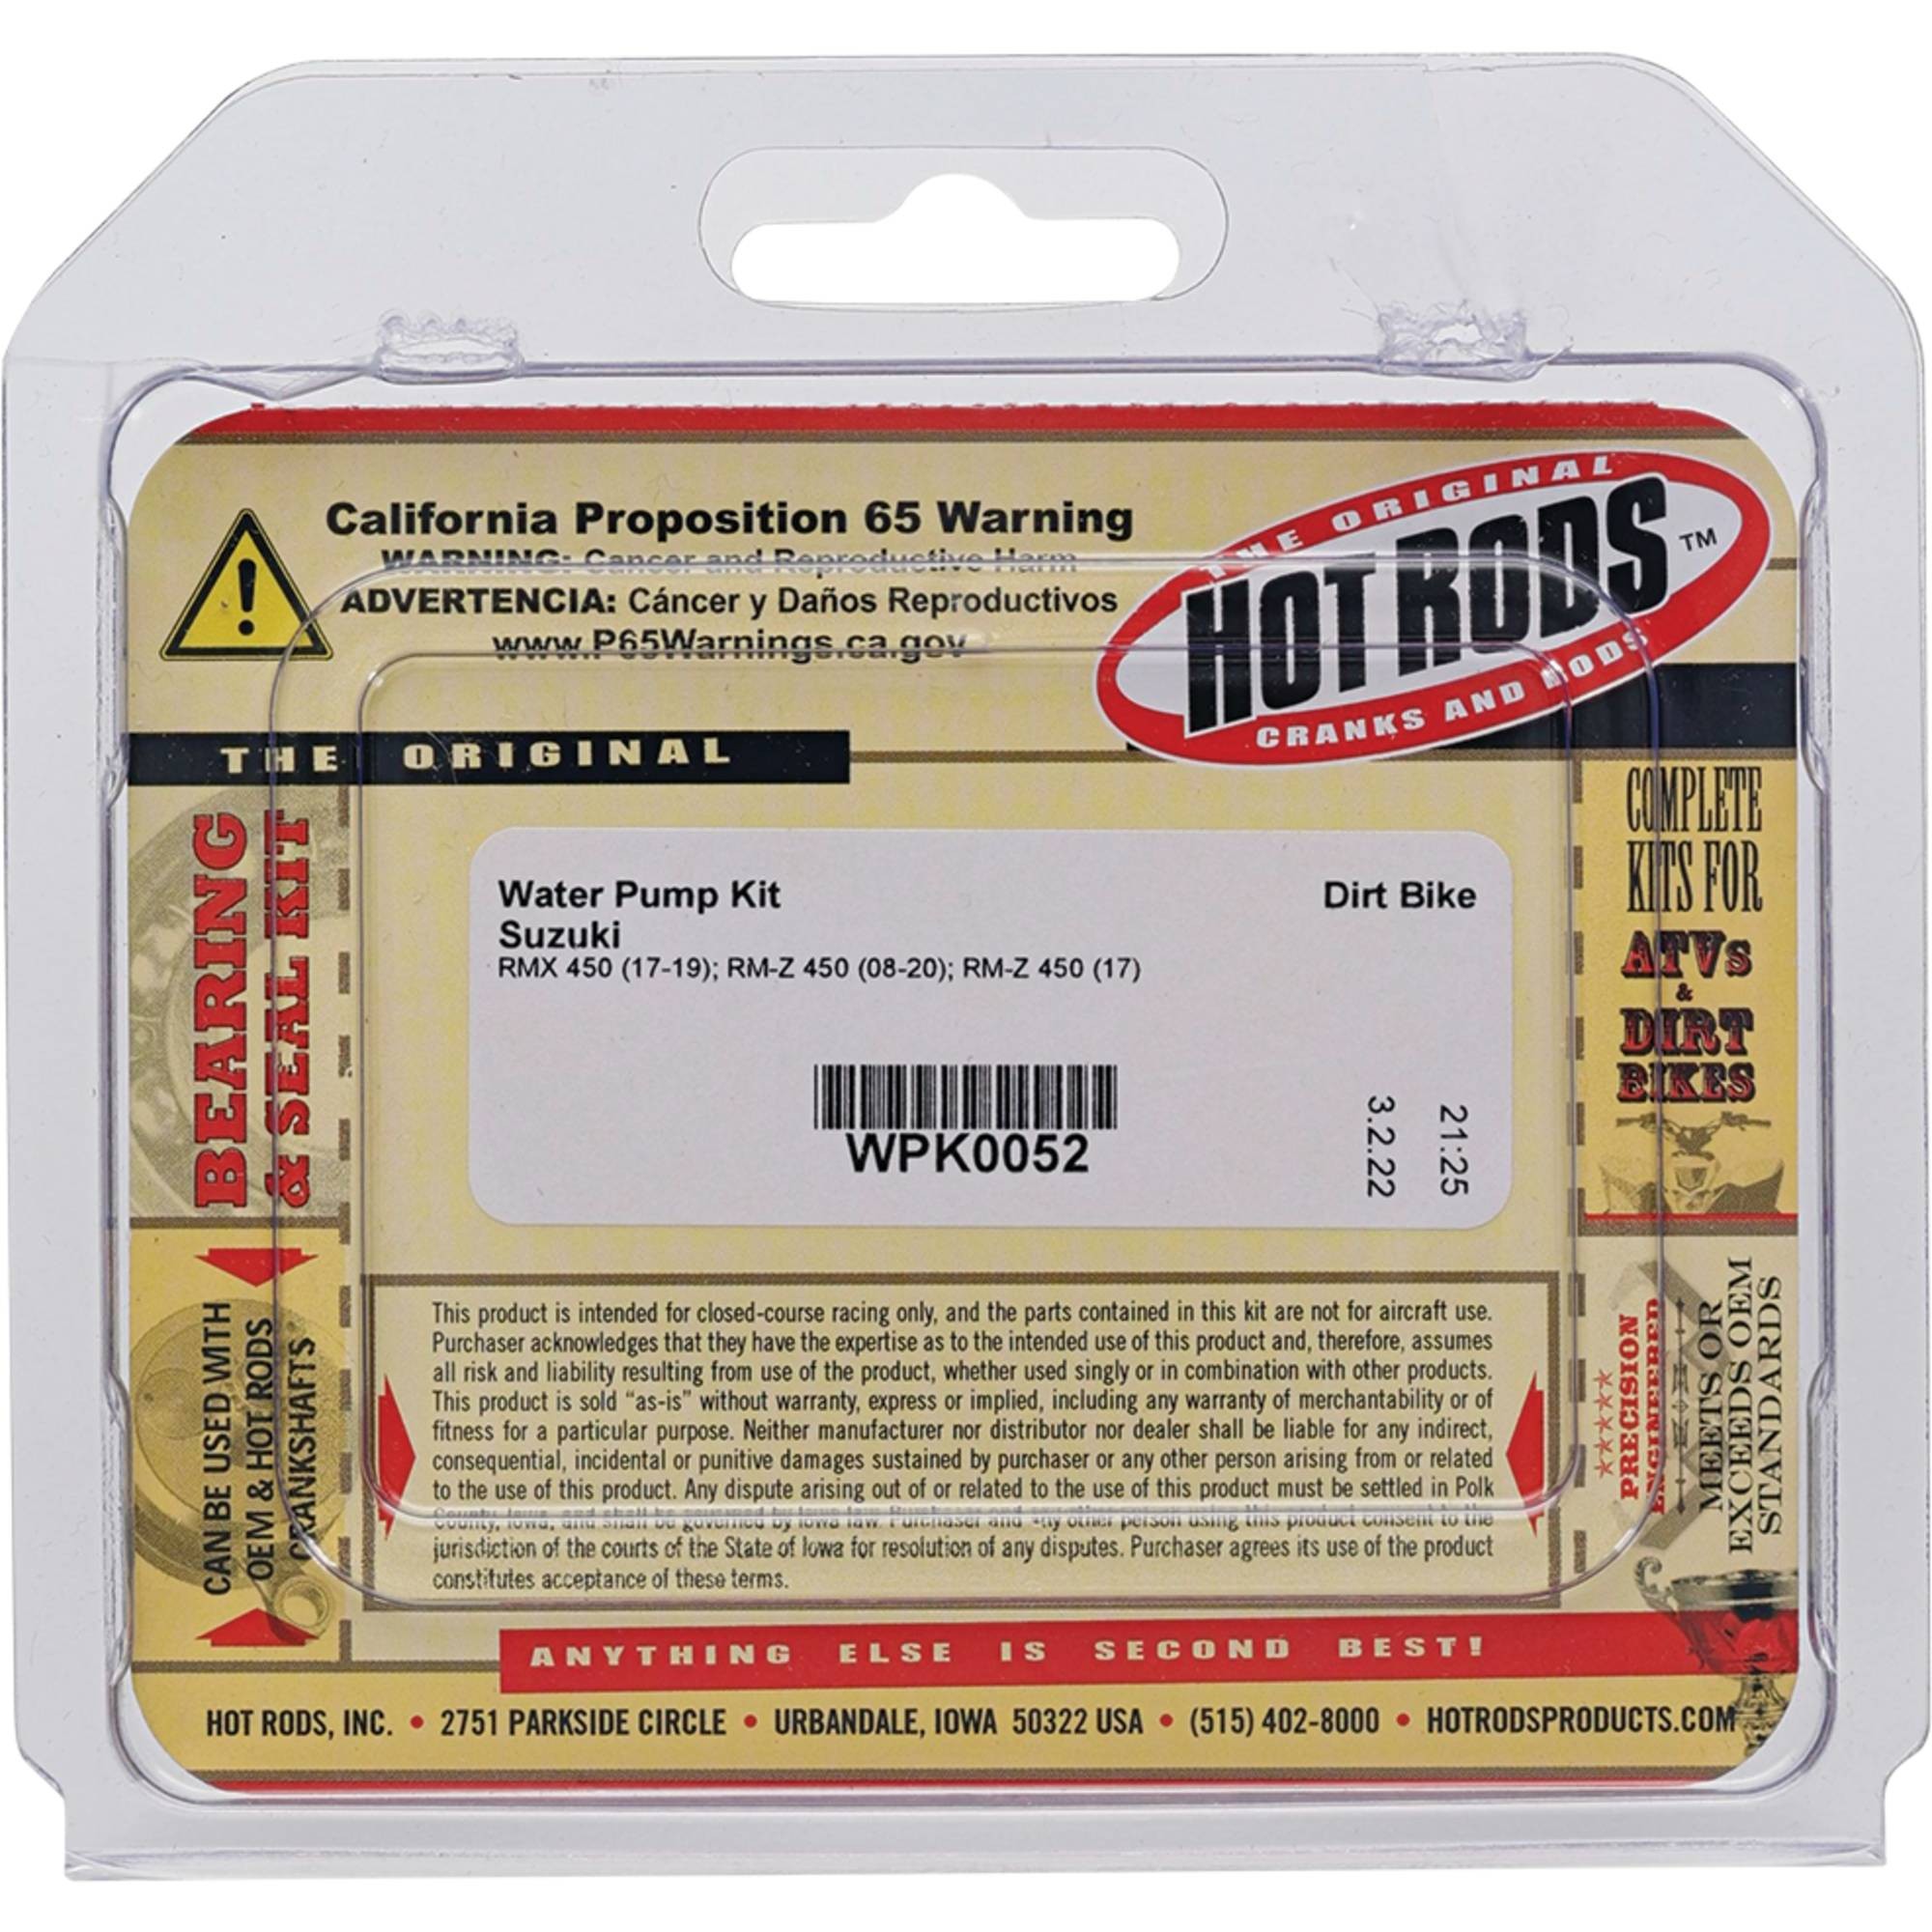 California Proposition 65 Warning
WARNING: Cancer and Reproductive Harm
ADVERTENCIA: Cáncer y Daños Reproductivos
www.P65Warnings.ca.gov
THE ORIGINAL
HOT RODS™
CRANKS AND RODS
THE ORIGINAL
BEARING
& SEAL KIT
COMPLETE
KITS FOR
ATVs
&
DIRT
BIKES
Water Pump Kit Dirt Bike
Suzuki
RMX 450 (17-19); RM-Z 450 (08-20); RM-Z 450 (17)
WPK0052
3.2.22
21:25
CAN BE USED WITH
OEM & HOT RODS
CRANKSHAFTS
This product is intended for closed-course racing only, and the parts contained in this kit are not for aircraft use.
Purchaser acknowledges that they have the expertise as to the intended use of this product and, therefore, assumes
all risk and liability resulting from use of the product, whether used singly or in combination with other products.
This product is sold “as-is” without warranty, express or implied, including any warranty of merchantability or of
fitness for a particular purpose. Neither manufacturer nor distributor nor dealer shall be liable for any indirect,
consequential, incidental or punitive damages sustained by purchaser or any other person arising from or related
to the use of this product. Any dispute arising out of or related to the use of this product must be settled in Polk
County, Iowa, and shall be governed by Iowa law. Purchaser and any other person using this product consent to the
jurisdiction of the courts of the State of Iowa for resolution of any disputes. Purchaser agrees its use of the product
constitutes acceptance of these terms.
PRECISION
ENGINEERED
MEETS OR
EXCEEDS OEM
STANDARDS
ANYTHING ELSE IS SECOND BEST!
HOT RODS, INC. • 2751 PARKSIDE CIRCLE • URBANDALE, IOWA 50322 USA • (515) 402-8000 • HOTRODSPRODUCTS.COM